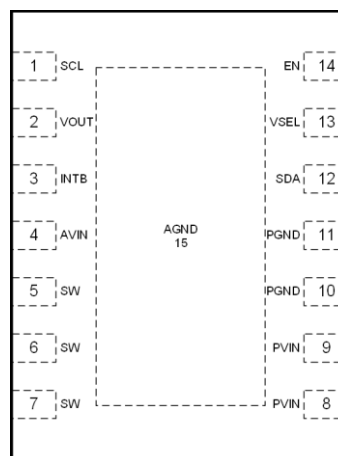 1 SCL EN 14
2 VOUT VSEL 13
3 INTB SDA 12
4 AVIN AGND PGND 11
15
5 SW PGND 10
6 SW PVIN 9
7 SW PVIN 8